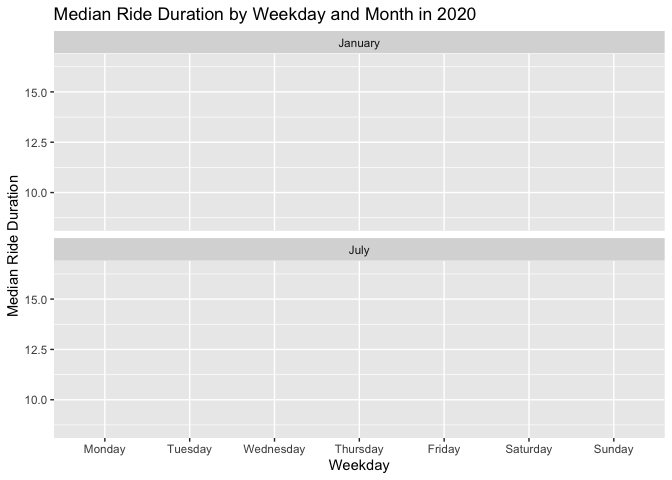 Median Ride Duration by Weekday and Month in 2020
January
15.0
12.5
10.0
Median Ride Duration
July
15.0
12.5
10.0
Monday Tuesday Wednesday Thursday Friday Saturday Sunday
Weekday